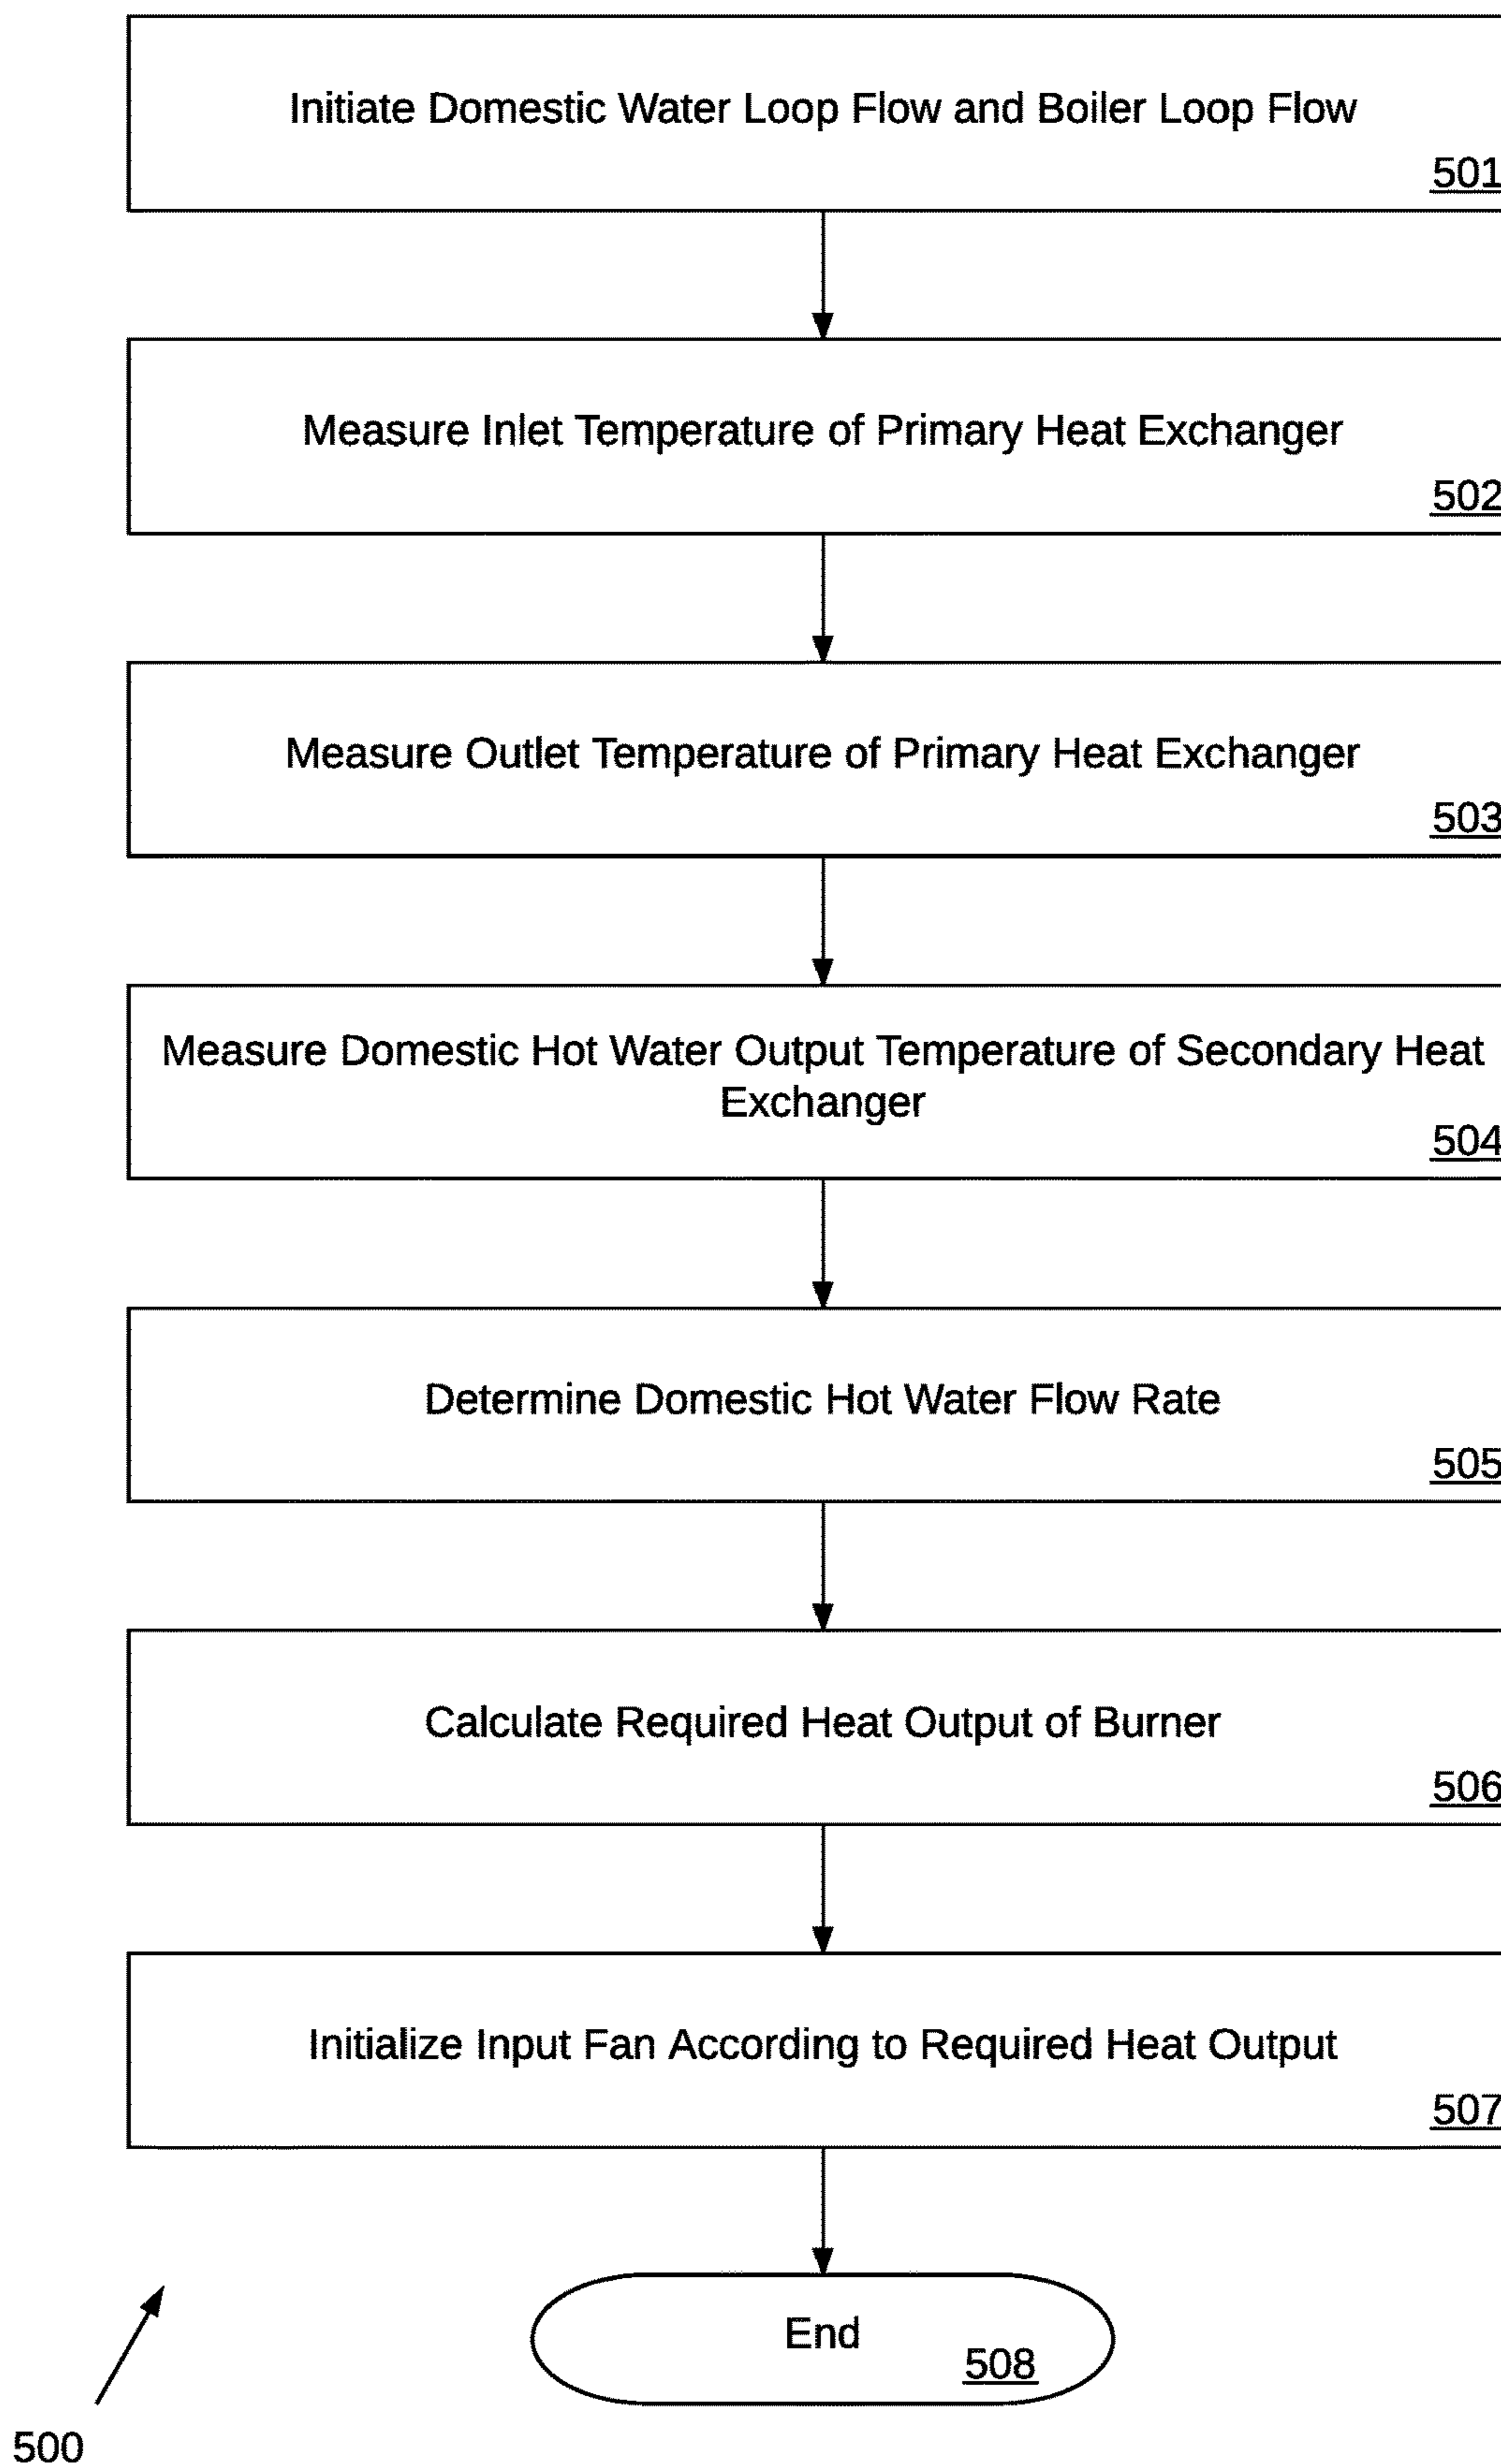 Initiate Domestic Water Loop Flow and Boiler Loop Flow
501
Measure Inlet Temperature of Primary Heat Exchanger
502
Measure Outlet Temperature of Primary Heat Exchanger
503
Measure Domestic Hot Water Output Temperature of Secondary Heat
Exchanger
504
Determine Domestic Hot Water Flow Rate
505
Calculate Required Heat Output of Burner
506
Initialize Input Fan According to Required Heat Output
507
End
508
500